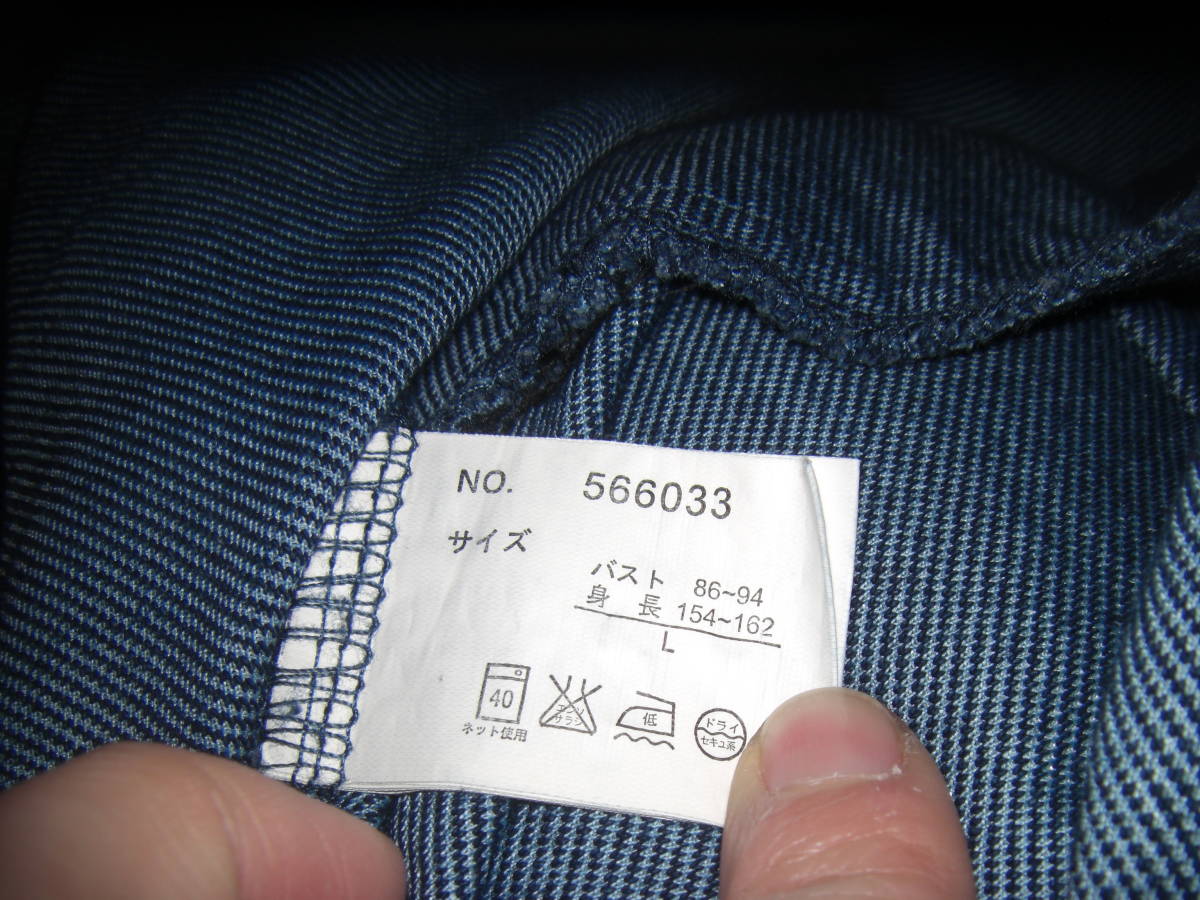 NO. 566033
サイズ
バスト 86~94
身長 154~162
L
40
ネット使用
エンソ
サラシ
低
ドライ
セキユ系